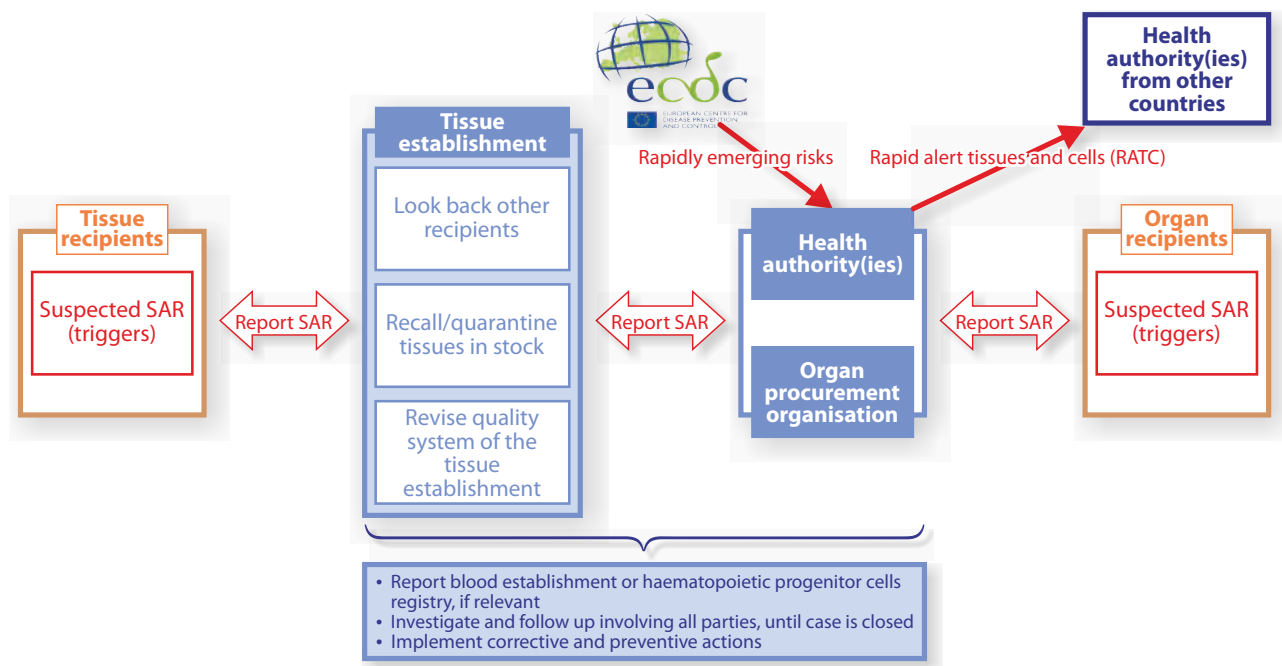 ecdc
EUROPEAN CENTRE FOR
DISEASE PREVENTION
AND CONTROL
Health
authority(ies)
from other
countries
Rapidly emerging risks
Rapid alert tissues and cells (RATC)
Tissue
recipients
Suspected SAR
(triggers)
Report SAR
Tissue
establishment
Look back other
recipients
Recall/quarantine
tissues in stock
Revise quality
system of the
tissue
establishment
Report SAR
Health
authority(ies)
Organ
procurement
organisation
Report SAR
Organ
recipients
Suspected SAR
(triggers)
• Report blood establishment or haematopoietic progenitor cells
registry, if relevant
• Investigate and follow up involving all parties, until case is closed
• Implement corrective and preventive actions